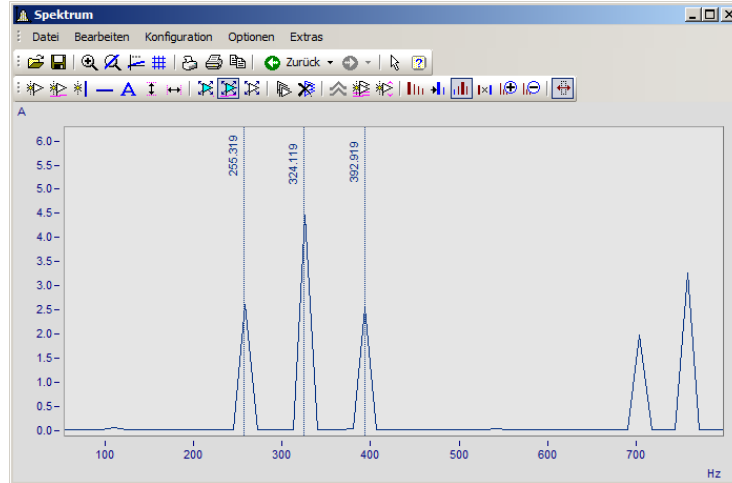 Spektrum
Datei Bearbeiten Konfiguration Optionen Extras
Zurück
A
6.0
5.5
5.0
4.5
4.0
3.5
3.0
2.5
2.0
1.5
1.0
0.5
0.0
255.319
324.119
392.919
100 200 300 400 500 600 700
Hz